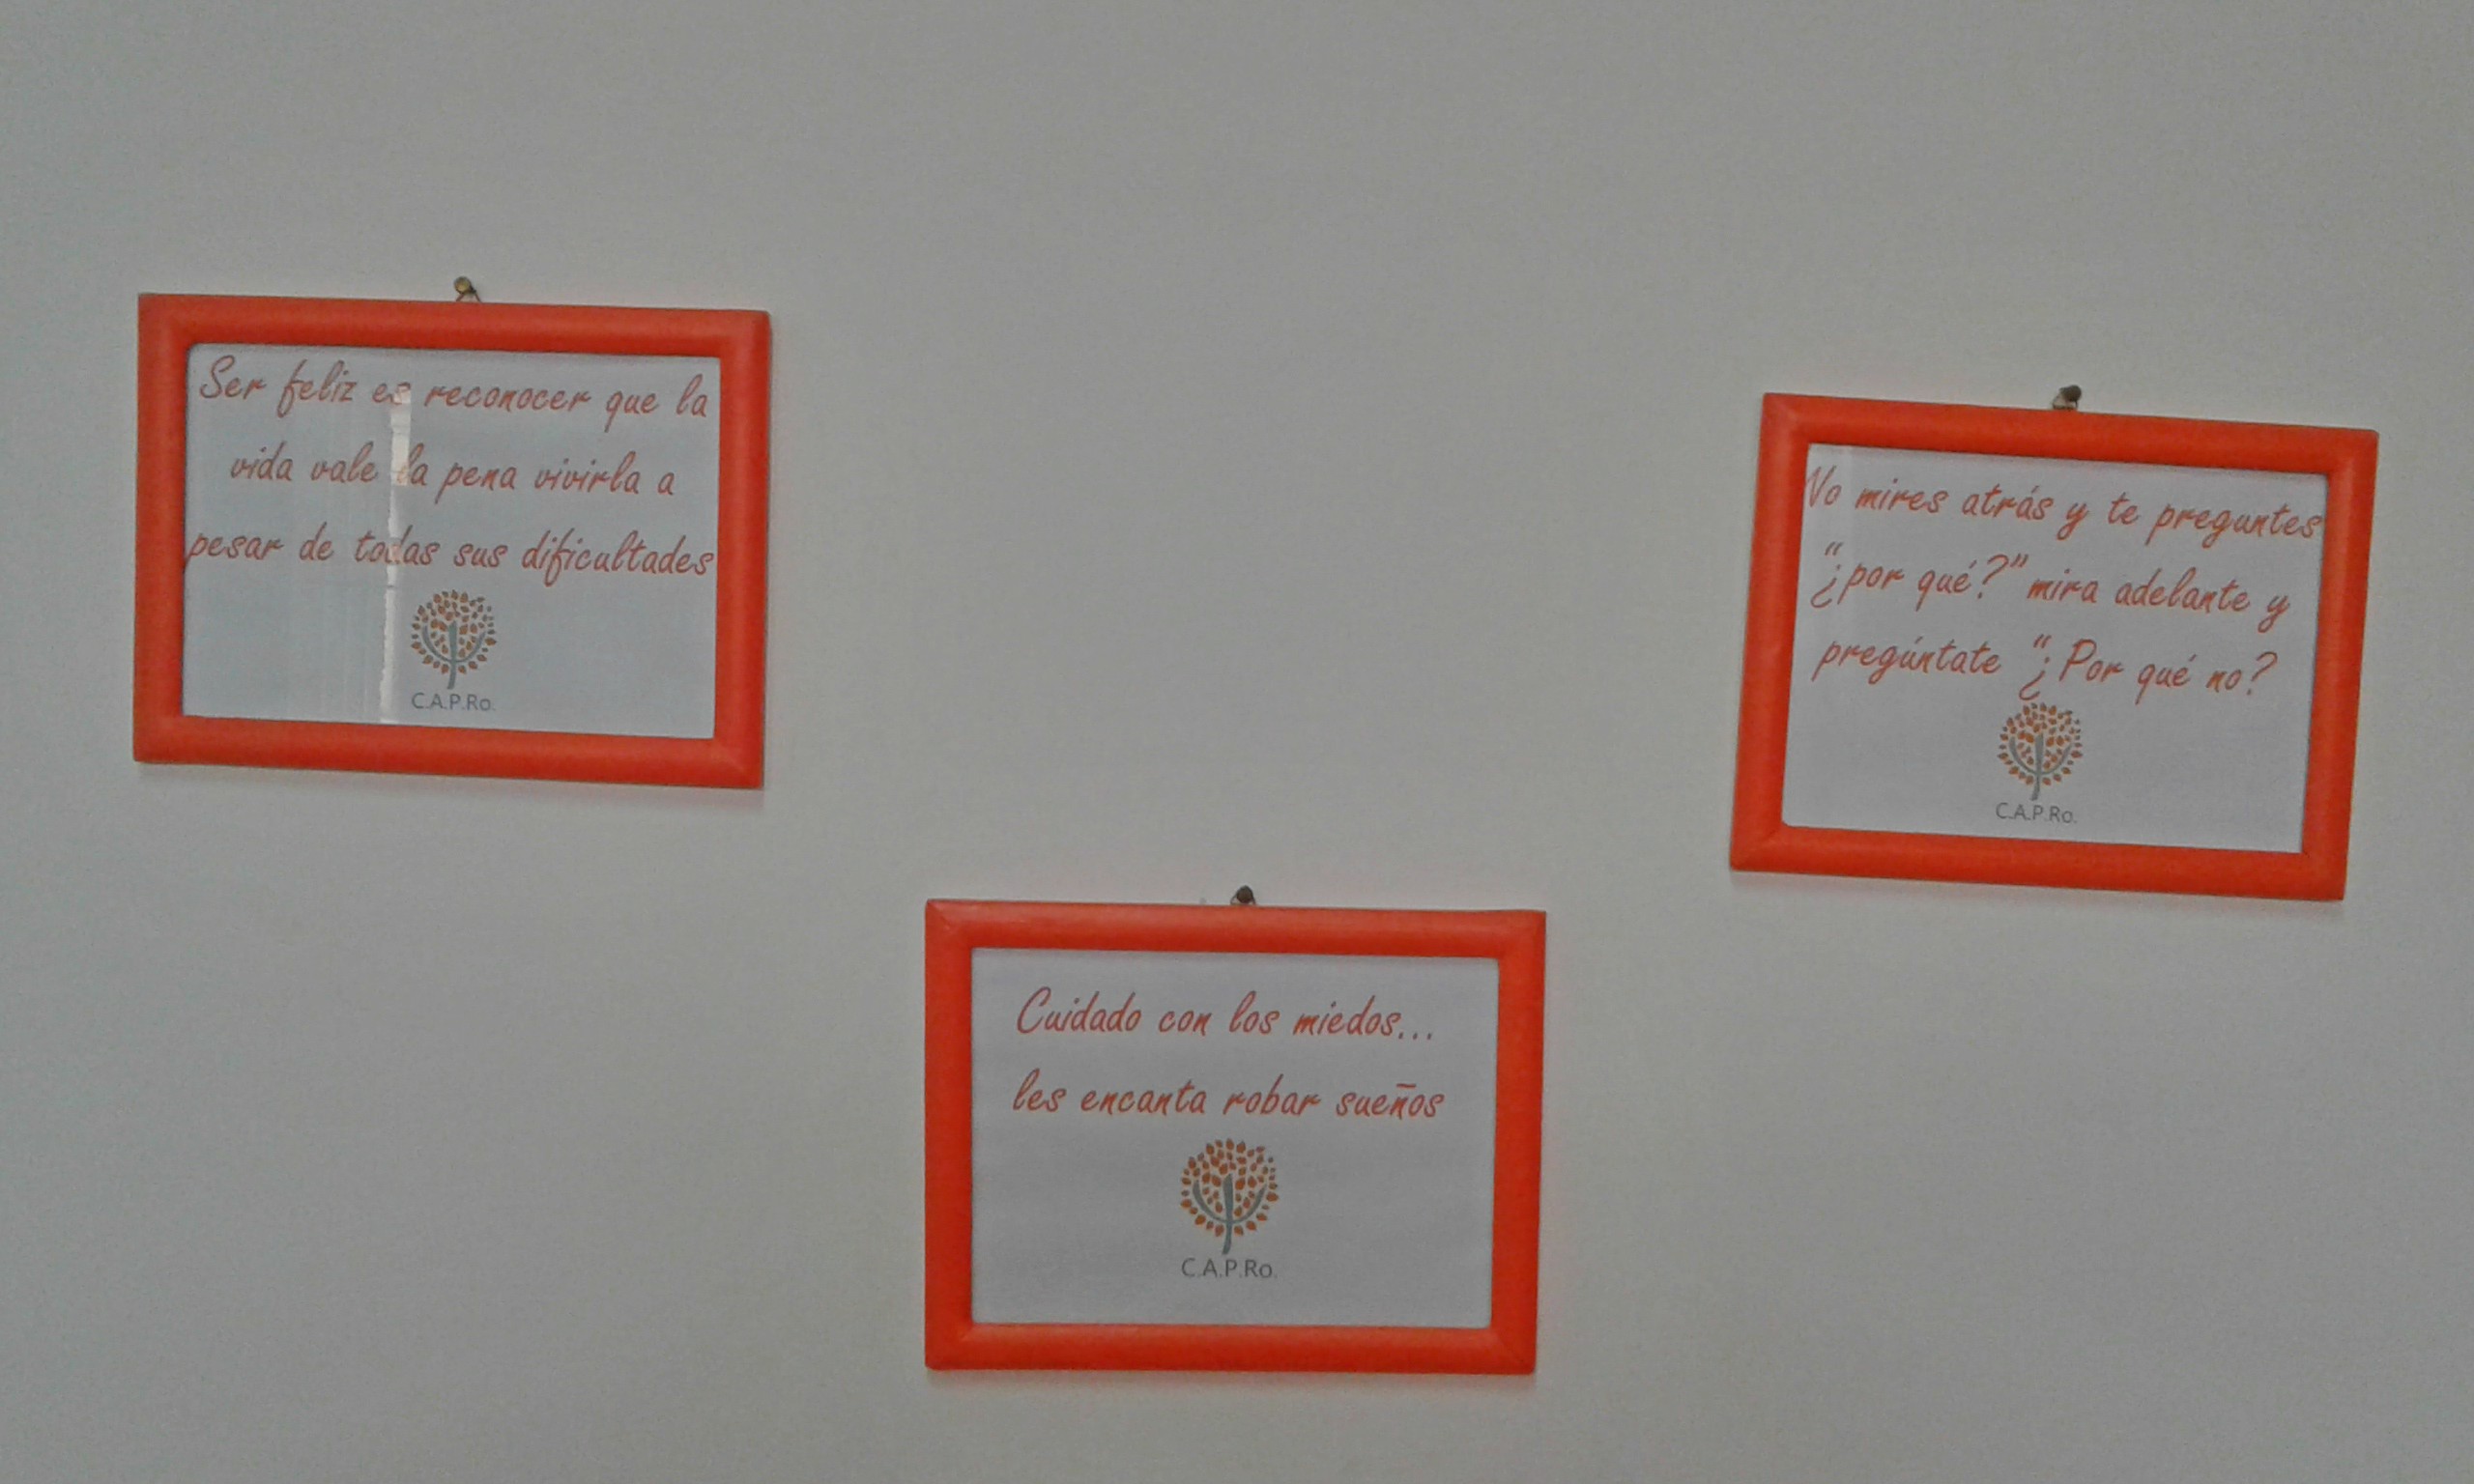 Ser feliz es reconocer que la
vida vale la pena vivirla a
pesar de todas sus dificultades
C.A.P.Ro.
No mires atrás y te preguntes
"¿por qué?" mira adelante y
pregúntate "¿Por qué no?
C.A.P.Ro.
Cuidado con los miedos...
les encanta robar sueños
C.A.P.Ro.